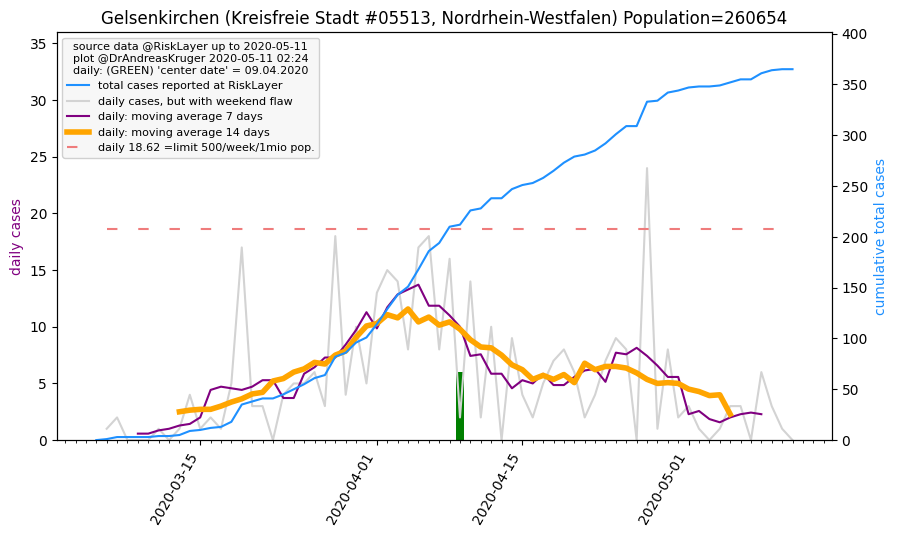 Gelsenkirchen (Kreisfreie Stadt #05513, Nordrhein-Westfalen) Population=260654
source data @RiskLayer up to 2020-05-11
plot @DrAndreasKruger 2020-05-11 02:24
daily: (GREEN) 'center date' = 09.04.2020
total cases reported at RiskLayer
daily cases, but with weekend flaw
daily: moving average 7 days
daily: moving average 14 days
daily 18.62 =limit 500/week/1mio pop.
daily cases
35
30
25
20
15
10
5
0
cumulative total cases
400
350
300
250
200
150
100
50
0
2020-03-15
2020-04-01
2020-04-15
2020-05-01